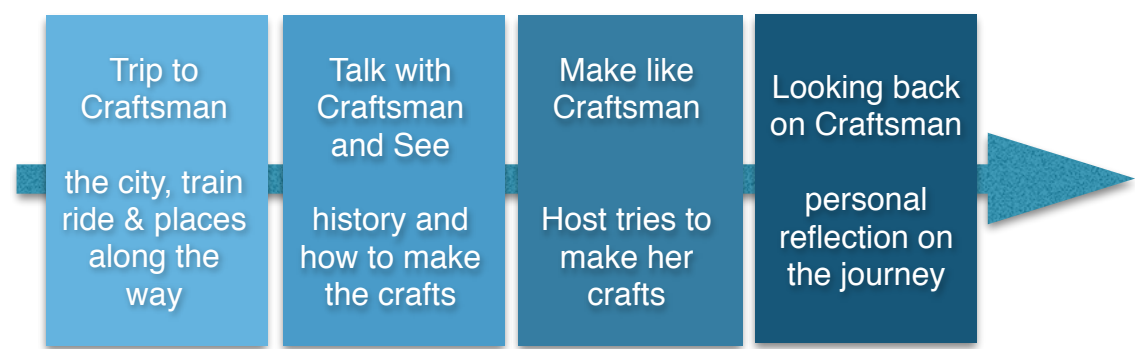 Trip to
Craftsman
the city, train
ride & places
along the
way
Talk with
Craftsman
and See
history and
how to make
the crafts
Make like
Craftsman
Host tries to
make her
crafts
Looking back
on Craftsman
personal
reflection on
the journey